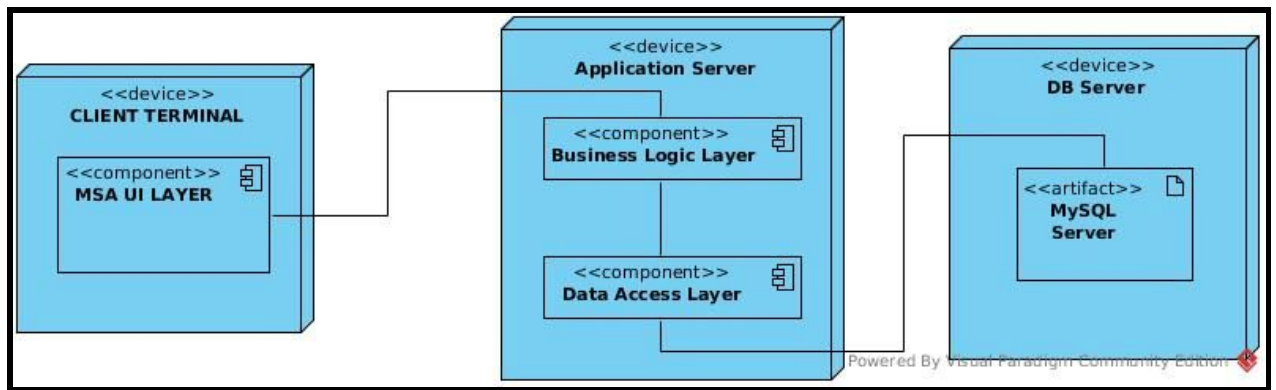 <<device>>
CLIENT TERMINAL
<<component>>
MSA UI LAYER
<<device>>
Application Server
<<component>>
Business Logic Layer
<<component>>
Data Access Layer
<<device>>
DB Server
<<artifact>>
MySQL
Server
Powered By Visual Paradigm Community Edition